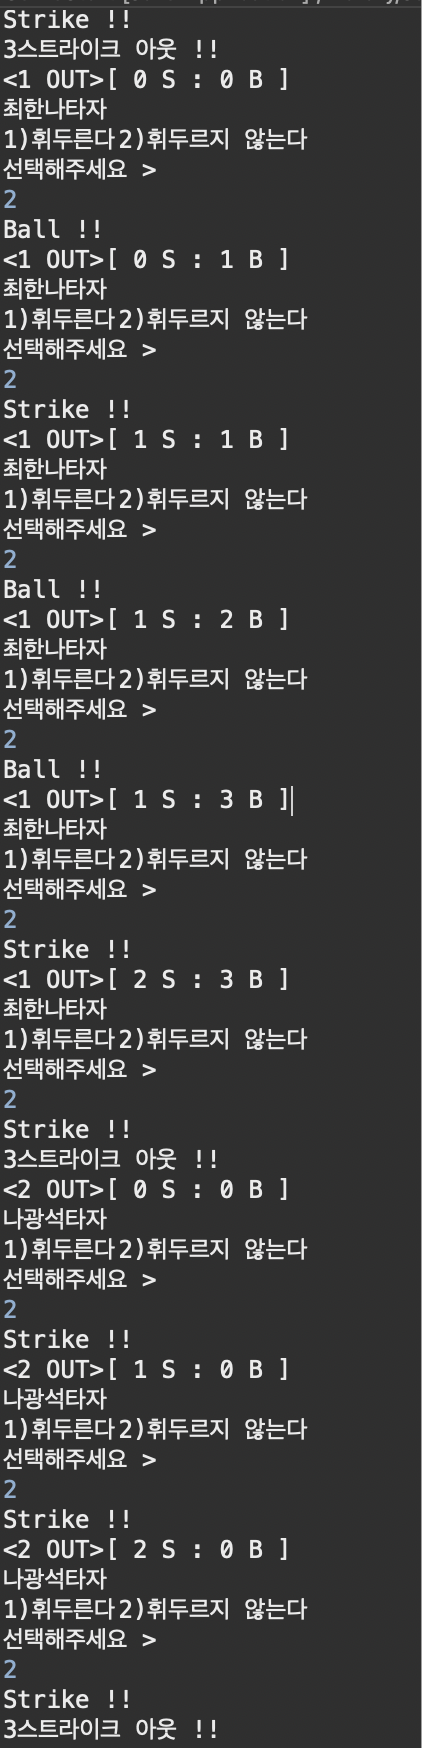 Strike !!
3스트라이크 아웃 !!
<1 OUT>[ 0 S : 0 B ]
최한나타자
1)휘두른다2)휘두르지 않는다
선택해주세요 >
2
Ball !!
<1 OUT>[ 0 S : 1 B ]
최한나타자
1)휘두른다2)휘두르지 않는다
선택해주세요 >
2
Strike !!
<1 OUT>[ 1 S : 1 B ]
최한나타자
1)휘두른다2)휘두르지 않는다
선택해주세요 >
2
Ball !!
<1 OUT>[ 1 S : 2 B ]
최한나타자
1)휘두른다2)휘두르지 않는다
선택해주세요 >
2
Ball !!
<1 OUT>[ 1 S : 3 B ]
최한나타자
1)휘두른다2)휘두르지 않는다
선택해주세요 >
2
Strike !!
<1 OUT>[ 2 S : 3 B ]
최한나타자
1)휘두른다2)휘두르지 않는다
선택해주세요 >
2
Strike !!
3스트라이크 아웃 !!
<2 OUT>[ 0 S : 0 B ]
나광석타자
1)휘두른다2)휘두르지 않는다
선택해주세요 >
2
Strike !!
<2 OUT>[ 1 S : 0 B ]
나광석타자
1)휘두른다2)휘두르지 않는다
선택해주세요 >
2
Strike !!
<2 OUT>[ 2 S : 0 B ]
나광석타자
1)휘두른다2)휘두르지 않는다
선택해주세요 >
2
Strike !!
3스트라이크 아웃 !!